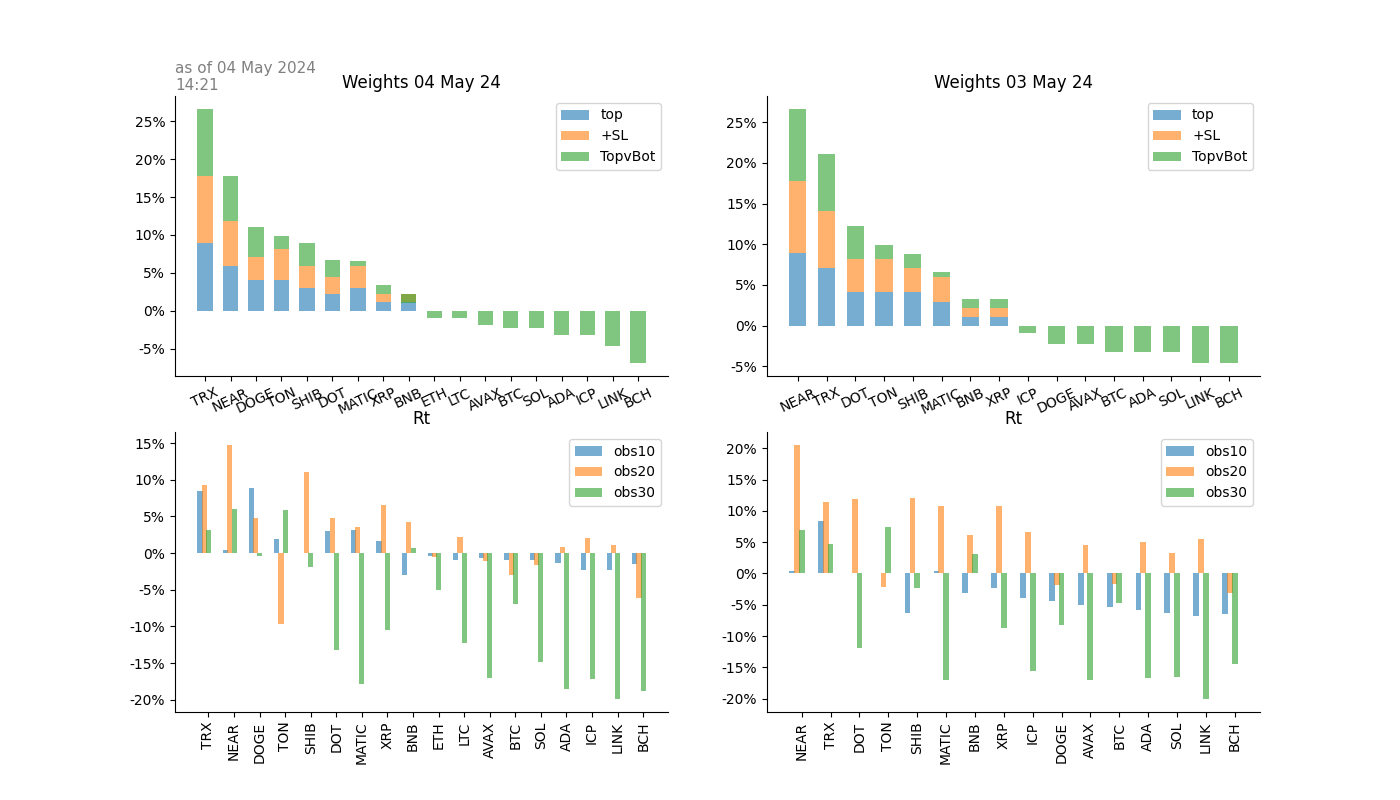 as of 04 May 2024
14:21
Weights 04 May 24
25%
20%
15%
10%
5%
0%
-5%
top
+SL
TopvBot
TRX NEAR DOGE TON SHIB DOT MATIC XRP BNB ETH LTC AVAX BTC SOL ADA ICP LINK BCH
Weights 03 May 24
25%
20%
15%
10%
5%
0%
-5%
top
+SL
TopvBot
NEAR TRX DOT TON SHIB MATIC BNB XRP ICP DOGE AVAX BTC ADA SOL LINK BCH
Rt
15%
10%
5%
0%
-5%
-10%
-15%
-20%
obs10
obs20
obs30
TRX NEAR DOGE TON SHIB DOT MATIC XRP BNB ETH LTC AVAX BTC SOL ADA ICP LINK BCH
Rt
20%
15%
10%
5%
0%
-5%
-10%
-15%
-20%
obs10
obs20
obs30
NEAR TRX DOT TON SHIB MATIC BNB XRP ICP DOGE AVAX BTC ADA SOL LINK BCH